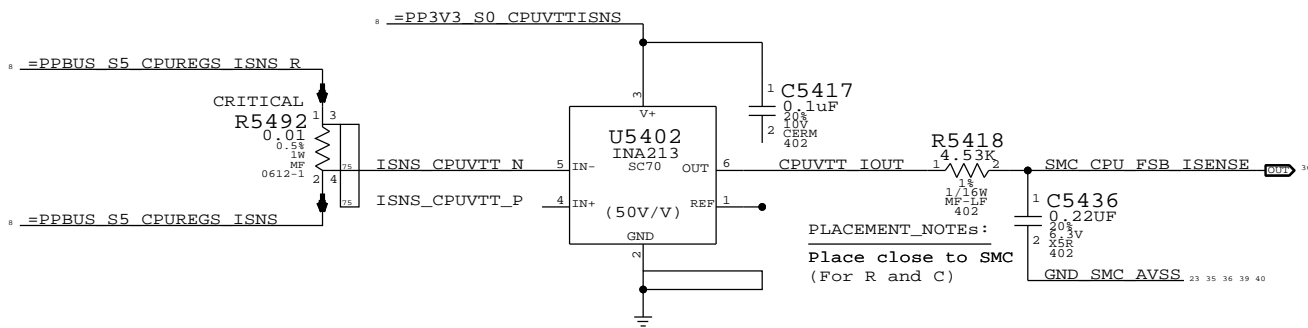 8 =PP3V3_S0_CPUVTTISNS
8 =PPBUS_S5_CPUREGS_ISNS_R
CRITICAL
R5492
0.01
0.5%
1W
MF
0612-1
1 3
2 4
75
75
8 =PPBUS_S5_CPUREGS_ISNS
ISNS_CPUVTT_N
ISNS_CPUVTT_P
3
V+
U5402
INA213
SC70
5 IN-
4 IN+
OUT 6
REF 1
(50V/V)
GND
2
1 C5417
0.1uF
20%
10V
2 CERM
402
CPUVTT_IOUT
R5418
1 4.53K 2
1%
1/16W
MF-LF
402
SMC_CPU_FSB_ISENSE
OUT
1 C5436
0.22UF
20%
6.3V
2 X5R
402
GND_SMC_AVSS 23 35 36 39 40
PLACEMENT_NOTEs:
Place close to SMC
(For R and C)